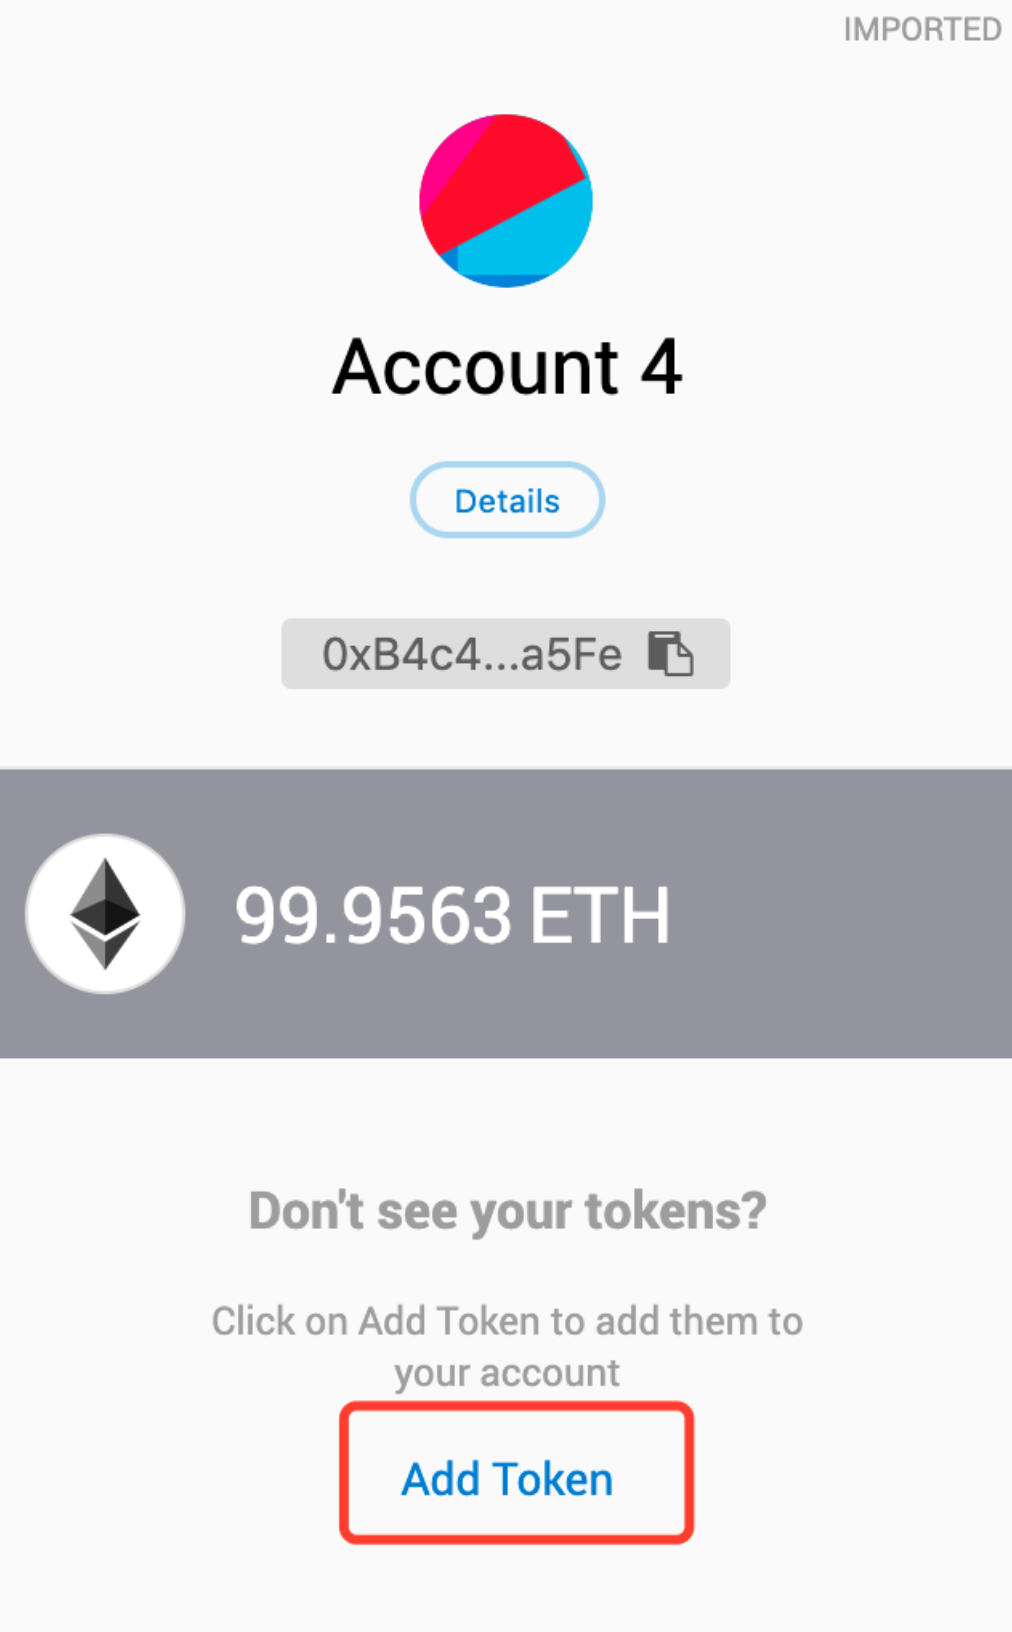 IMPORTED
Account 4
Details
0xB4c4...a5Fe
99.9563 ETH
Don't see your tokens?
Click on Add Token to add them to
your account
Add Token